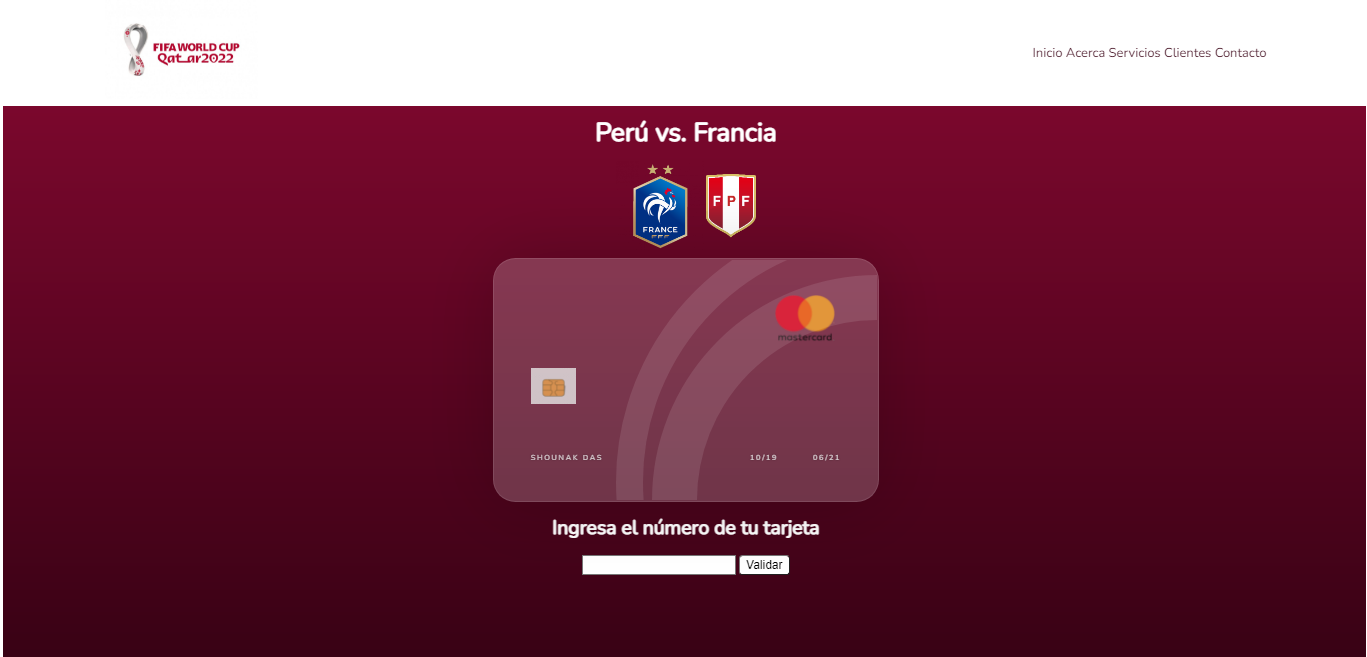 FIFA WORLD CUP
Qatar2022
Inicio Acerca Servicios Clientes Contacto
Perú vs. Francia
FRANCE
FFF
FPF
mastercard
SHOUNAK DAS 10/19 06/21
Ingresa el número de tu tarjeta
Validar